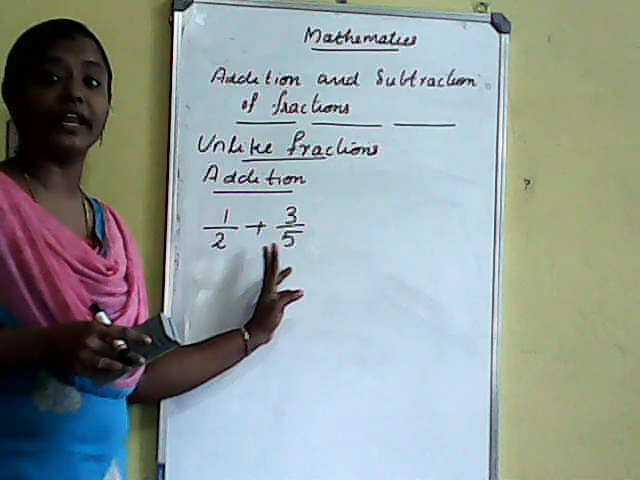 Mathematics
Addition and Subtraction
of fractions
Unlike fractions
Addition
1/2 + 3/5